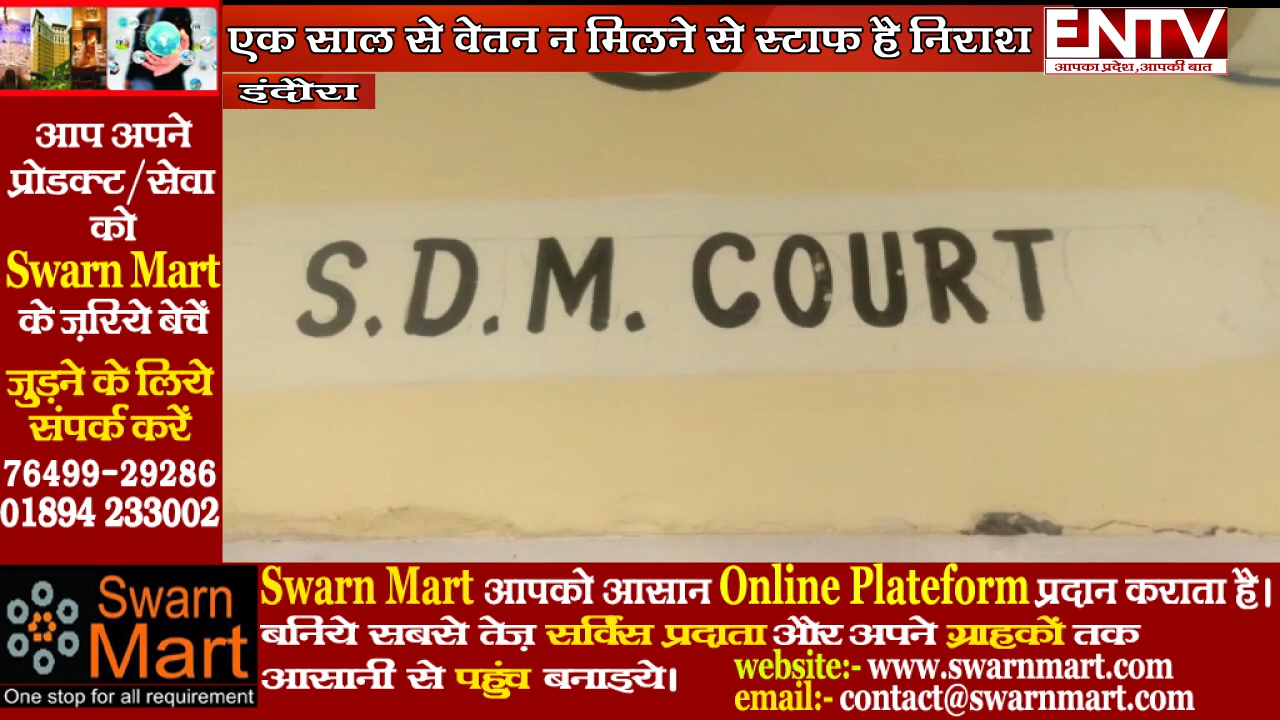 एक साल से वेतन न मिलने से स्टाफ है निराश
ENTV
आपका प्रदेश,आपकी बात
इंदौरा
S.D.M. COURT
आप अपने
प्रोडक्ट/सेवा
को
Swarn Mart
के ज़रिये बेचें
जुड़ने के लिये
संपर्क करें
76499-29286
01894 233002
Swarn
Mart
One stop for all requirement
Swarn Mart आपको आसान Online Plateform प्रदान कराता है।
बनिये सबसे तेज़ सर्विस प्रदाता और अपने ग्राहकों तक
आसानी से पहुंच बनाइये।
website:- www.swarnmart.com
email:- contact@swarnmart.com